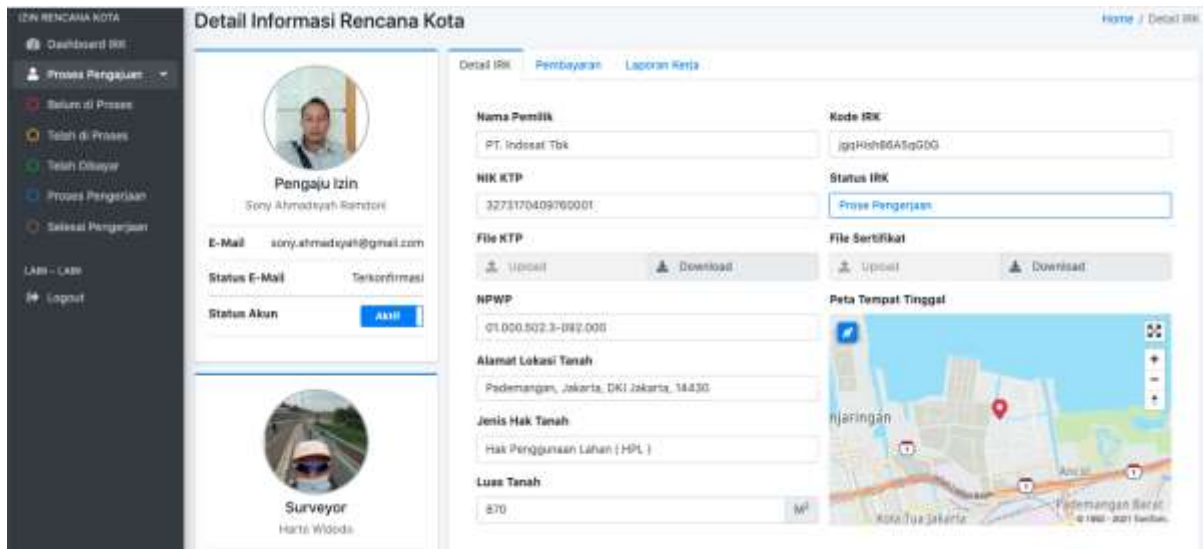 IZIN RENCANA KOTA
Dashboard IRK
Proses Pengajuan
Belum di Proses
Telah di Proses
Telah Dibayar
Proses Pengerjaan
Selesai Pengerjaan
LAIN - LAIN
Logout
Detail Informasi Rencana Kota
Home / Detail IRK
Pengaju Izin
Sony Ahmadsyah Ramdoni
E-Mail sony.ahmadsyah@gmail.com
Status E-Mail Terkonfirmasi
Status Akun Aktif
Surveyor
Harto Widodo
Detail IRK Pembayaran Laporan Kerja
Nama Pemilik
PT. Indosat Tbk
NIK KTP
3273170409760001
File KTP
Upload Download
NPWP
01.000.502.3-092.000
Alamat Lokasi Tanah
Pademangan, Jakarta, DKI Jakarta, 14430
Jenis Hak Tanah
Hak Penggunaan Lahan ( HPL )
Luas Tanah
870 M²
Kode IRK
Status IRK
Prose Pengerjaan
File Sertifikat
Upload Download
Peta Tempat Tinggal
njaringan
Ancol
Kota Tua Jakarta
Pademangan Barat
© 1992 - 2021 TomTom.